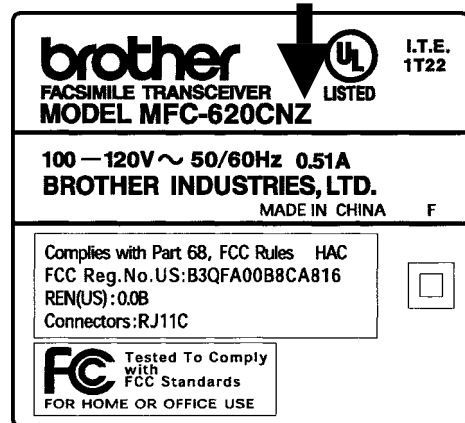 brother
FACSIMILE TRANSCEIVER
MODEL MFC-620CNZ
UL
LISTED
I.T.E.
1T22
100－120V～ 50/60Hz 0.51A
BROTHER INDUSTRIES, LTD.
MADE IN CHINA F
Complies with Part 68, FCC Rules HAC
FCC Reg.No.US:B3QFA00B8CA816
REN(US) : 0.0B
Connectors:RJ11C
FC Tested To Comply
with
FCC Standards
FOR HOME OR OFFICE USE